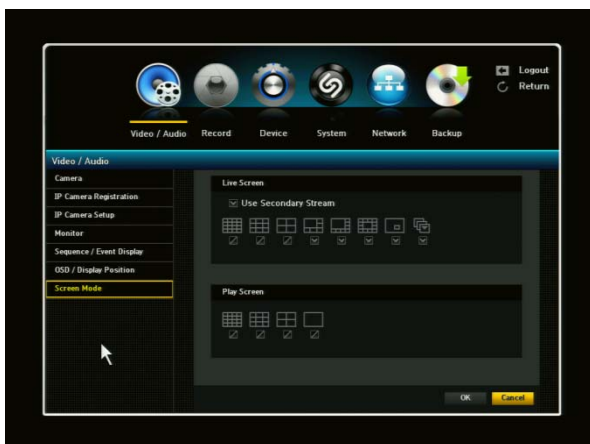 Logout
Return
Video / Audio Record Device System Network Backup
Video / Audio
Camera
IP Camera Registration
IP Camera Setup
Monitor
Sequence / Event Display
OSD / Display Position
Screen Mode
Live Screen
Use Secondary Stream
Play Screen
OK Cancel